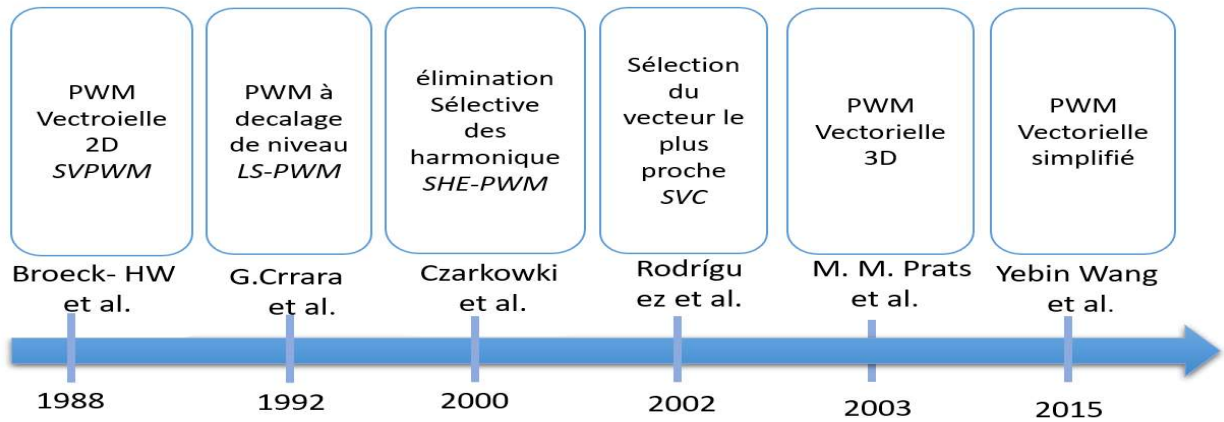 PWM
Vectroielle
2D
SVPWM
PWM à
decalage
de niveau
LS-PWM
élimination
Sélective
des
harmonique
SHE-PWM
Sélection
du
vecteur le
plus
proche
SVC
PWM
Vectorielle
3D
PWM
Vectorielle
simplifié
Broeck- HW
et al.
G.Crrara
et al.
Czarkowki
et al.
Rodrígu
ez et al.
M. M. Prats
et al.
Yebin Wang
et al.
1988
1992
2000
2002
2003
2015